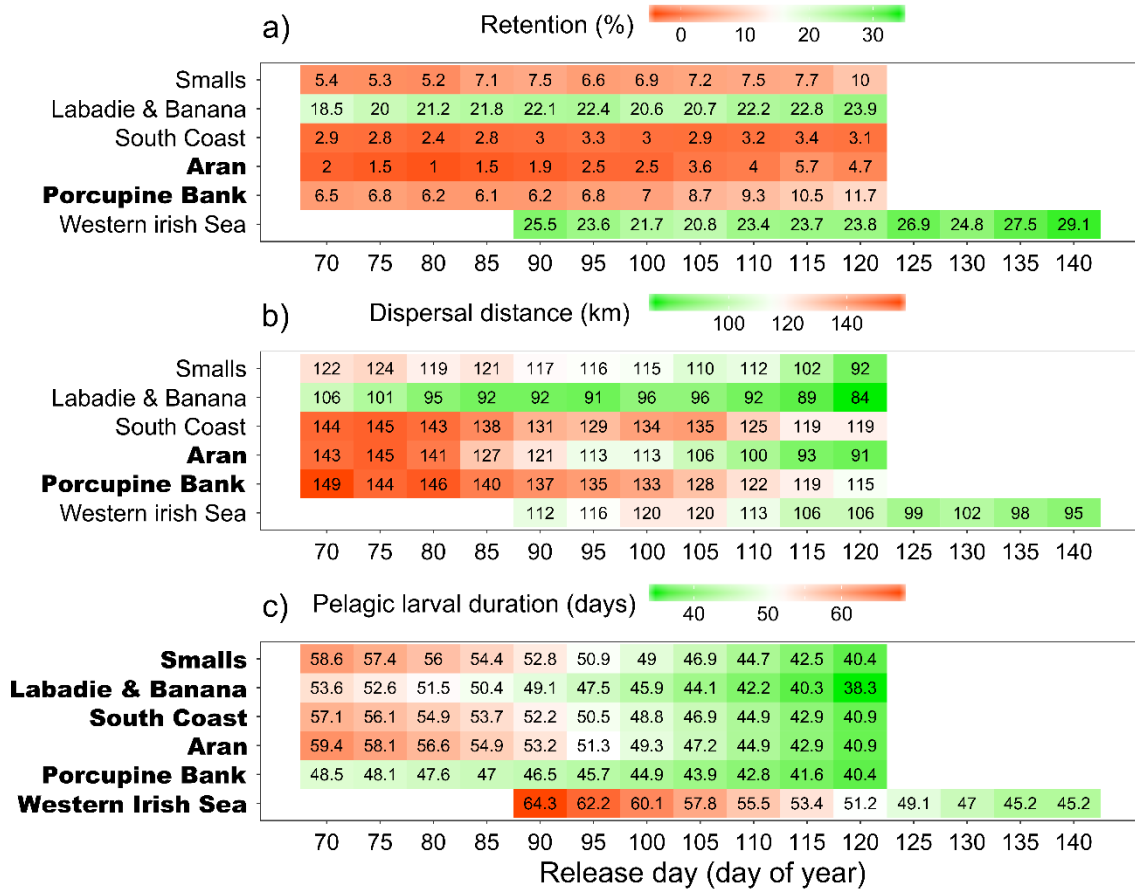 a) Retention (%) 0 10 20 30
Smalls 5.4 5.3 5.2 7.1 7.5 6.6 6.9 7.2 7.5 7.7 10
Labadie & Banana 18.5 20 21.2 21.8 22.1 22.4 20.6 20.7 22.2 22.8 23.9
South Coast 2.9 2.8 2.4 2.8 3 3.3 3 2.9 3.2 3.4 3.1
Aran 2 1.5 1 1.5 1.9 2.5 2.5 3.6 4 5.7 4.7
Porcupine Bank 6.5 6.8 6.2 6.1 6.2 6.8 7 8.7 9.3 10.5 11.7
Western irish Sea 25.5 23.6 21.7 20.8 23.4 23.7 23.8 26.9 24.8 27.5 29.1
70 75 80 85 90 95 100 105 110 115 120 125 130 135 140
b) Dispersal distance (km) 100 120 140
Smalls 122 124 119 121 117 116 115 110 112 102 92
Labadie & Banana 106 101 95 92 92 91 96 96 92 89 84
South Coast 144 145 143 138 131 129 134 135 125 119 119
Aran 143 145 141 127 121 113 113 106 100 93 91
Porcupine Bank 149 144 146 140 137 135 133 128 122 119 115
Western irish Sea 112 116 120 120 113 106 106 99 102 98 95
70 75 80 85 90 95 100 105 110 115 120 125 130 135 140
c) Pelagic larval duration (days) 40 50 60
Smalls 58.6 57.4 56 54.4 52.8 50.9 49 46.9 44.7 42.5 40.4
Labadie & Banana 53.6 52.6 51.5 50.4 49.1 47.5 45.9 44.1 42.2 40.3 38.3
South Coast 57.1 56.1 54.9 53.7 52.2 50.5 48.8 46.9 44.9 42.9 40.9
Aran 59.4 58.1 56.6 54.9 53.2 51.3 49.3 47.2 44.9 42.9 40.9
Porcupine Bank 48.5 48.1 47.6 47 46.5 45.7 44.9 43.9 42.8 41.6 40.4
Western Irish Sea 64.3 62.2 60.1 57.8 55.5 53.4 51.2 49.1 47 45.2 45.2
70 75 80 85 90 95 100 105 110 115 120 125 130 135 140
Release day (day of year)